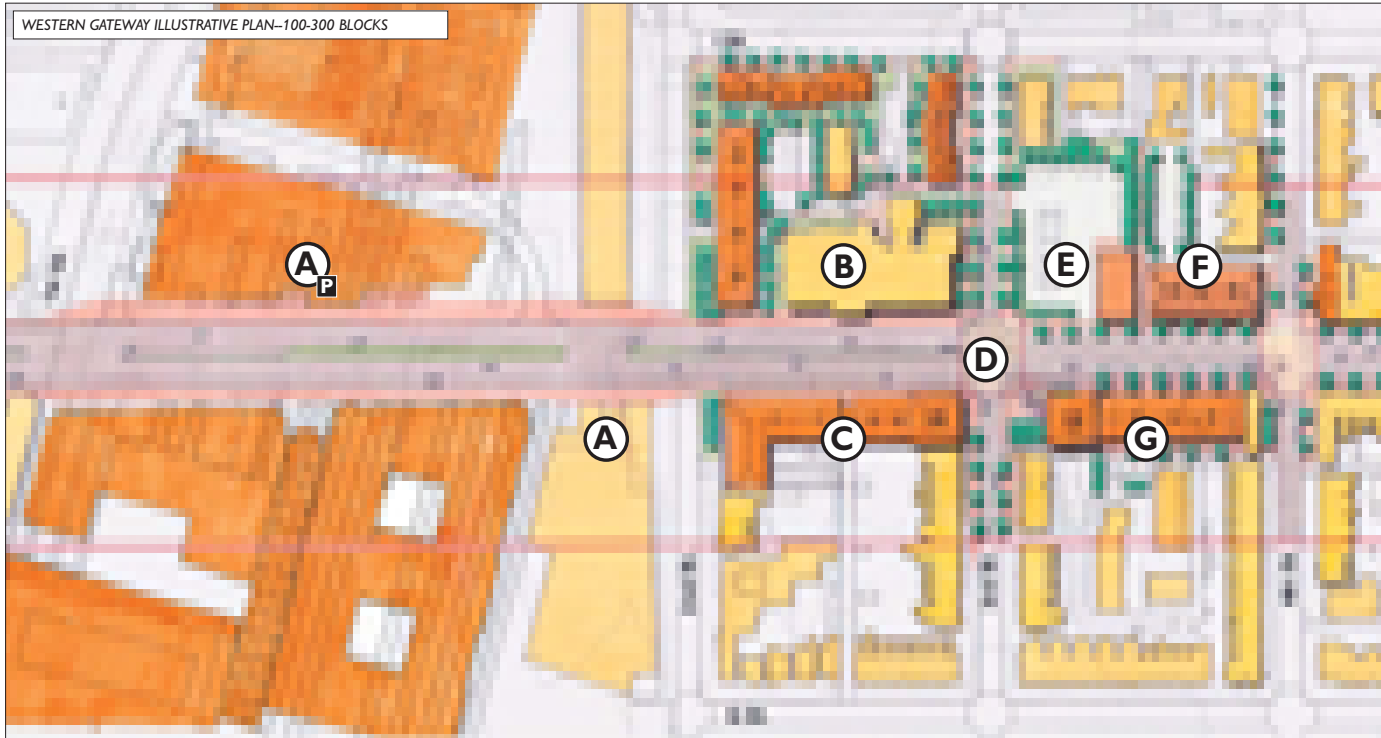 WESTERN GATEWAY ILLUSTRATIVE PLAN–100-300 BLOCKS
A
P
B
E
F
D
A
C
G